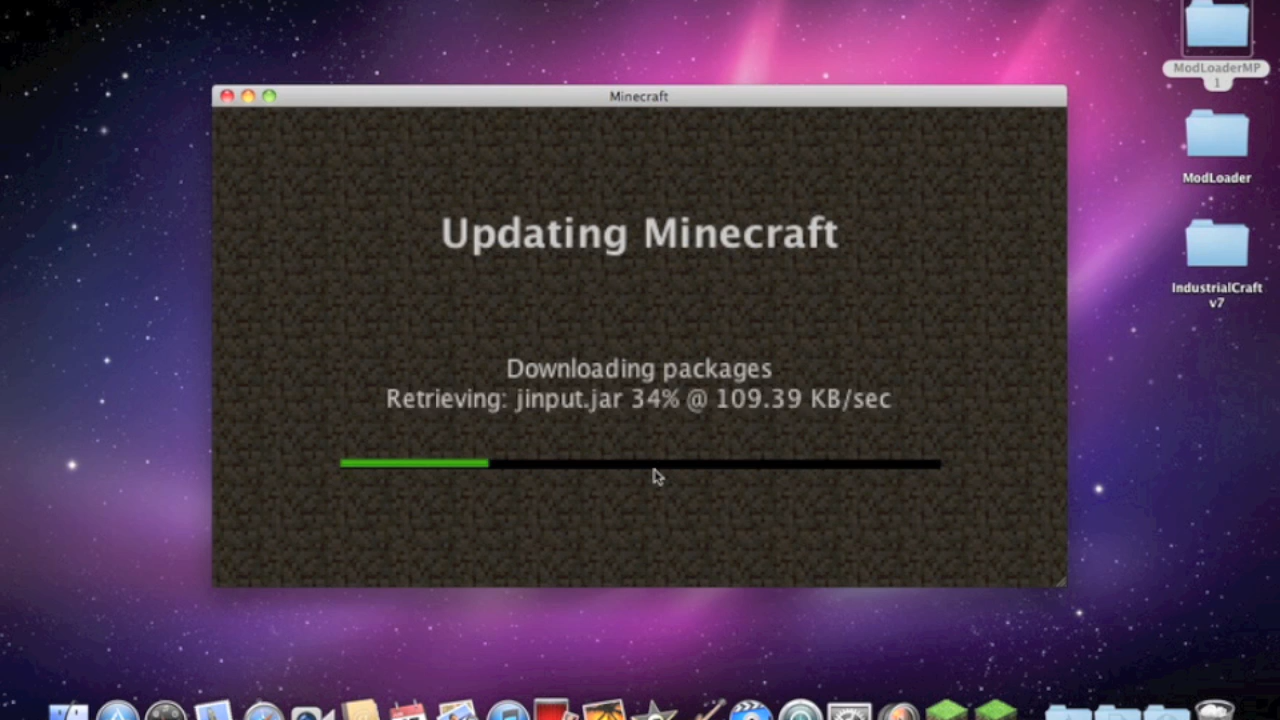 Minecraft
Updating Minecraft
Downloading packages
Retrieving: jinput.jar 34% @ 109.39 KB/sec
ModLoaderMP
1
ModLoader
IndustrialCraft
v7